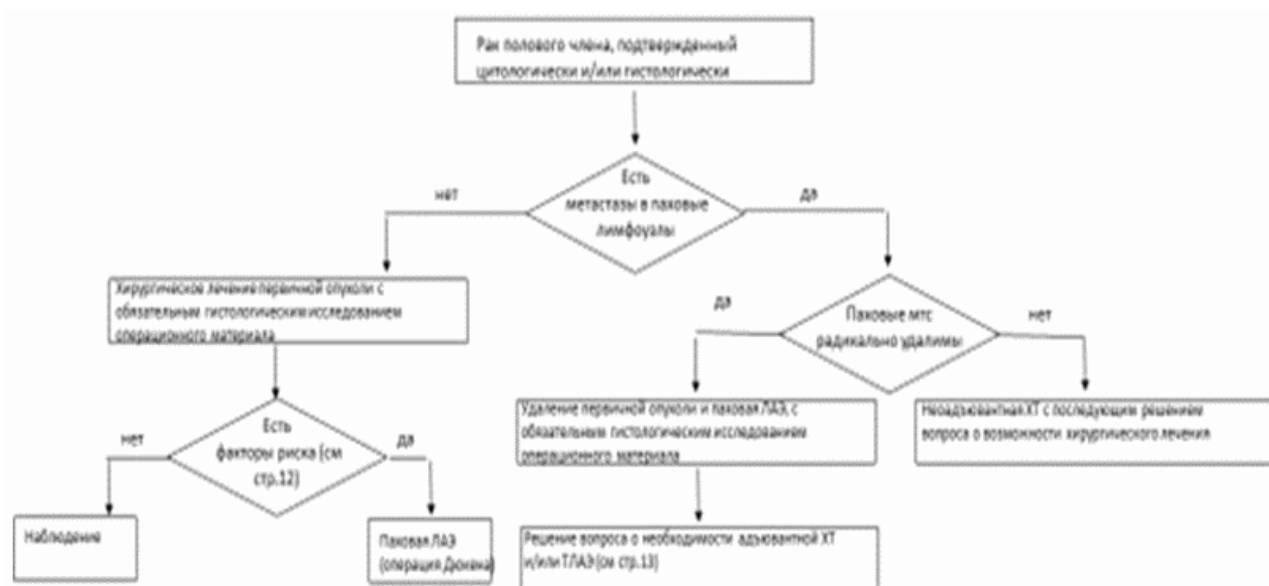 Рак полового члена, подтвержденный
цитологически и/или гистологически
Есть
метастазы в паховые
лимфоуалы
нет
да
Хирургическое лечение первичной опухоли с
обязательным гистологическим исследованием
операционного материала
Паховые мтс
радикально удалимы
да
нет
Удаление первичной опухоли и паховая ЛАЭ, с
обязательным гистологическим исследованием
операционного материала
Неоадъювантная ХТ с последующим решением
вопроса о возможности хирургического лечения
Есть
факторы риска (см
стр.12)
нет
да
Наблюдение
Паховая ЛАЭ
(операция Дюкена)
Решение вопроса о необходимости адъювантной ХТ
и/или ТЛАЭ (см стр.13)